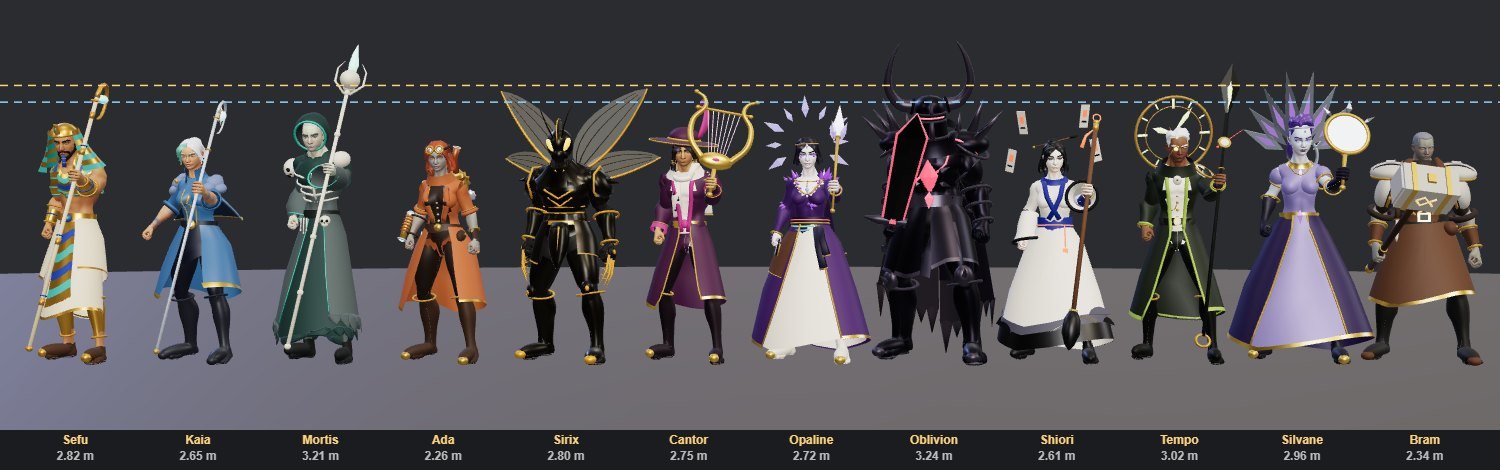 Sefu Kaia Mortis Ada Sirix Cantor Opaline Oblivion Shiori Tempo Silvane Bram
2.82 m 2.65 m 3.21 m 2.26 m 2.80 m 2.75 m 2.72 m 3.24 m 2.61 m 3.02 m 2.96 m 2.34 m